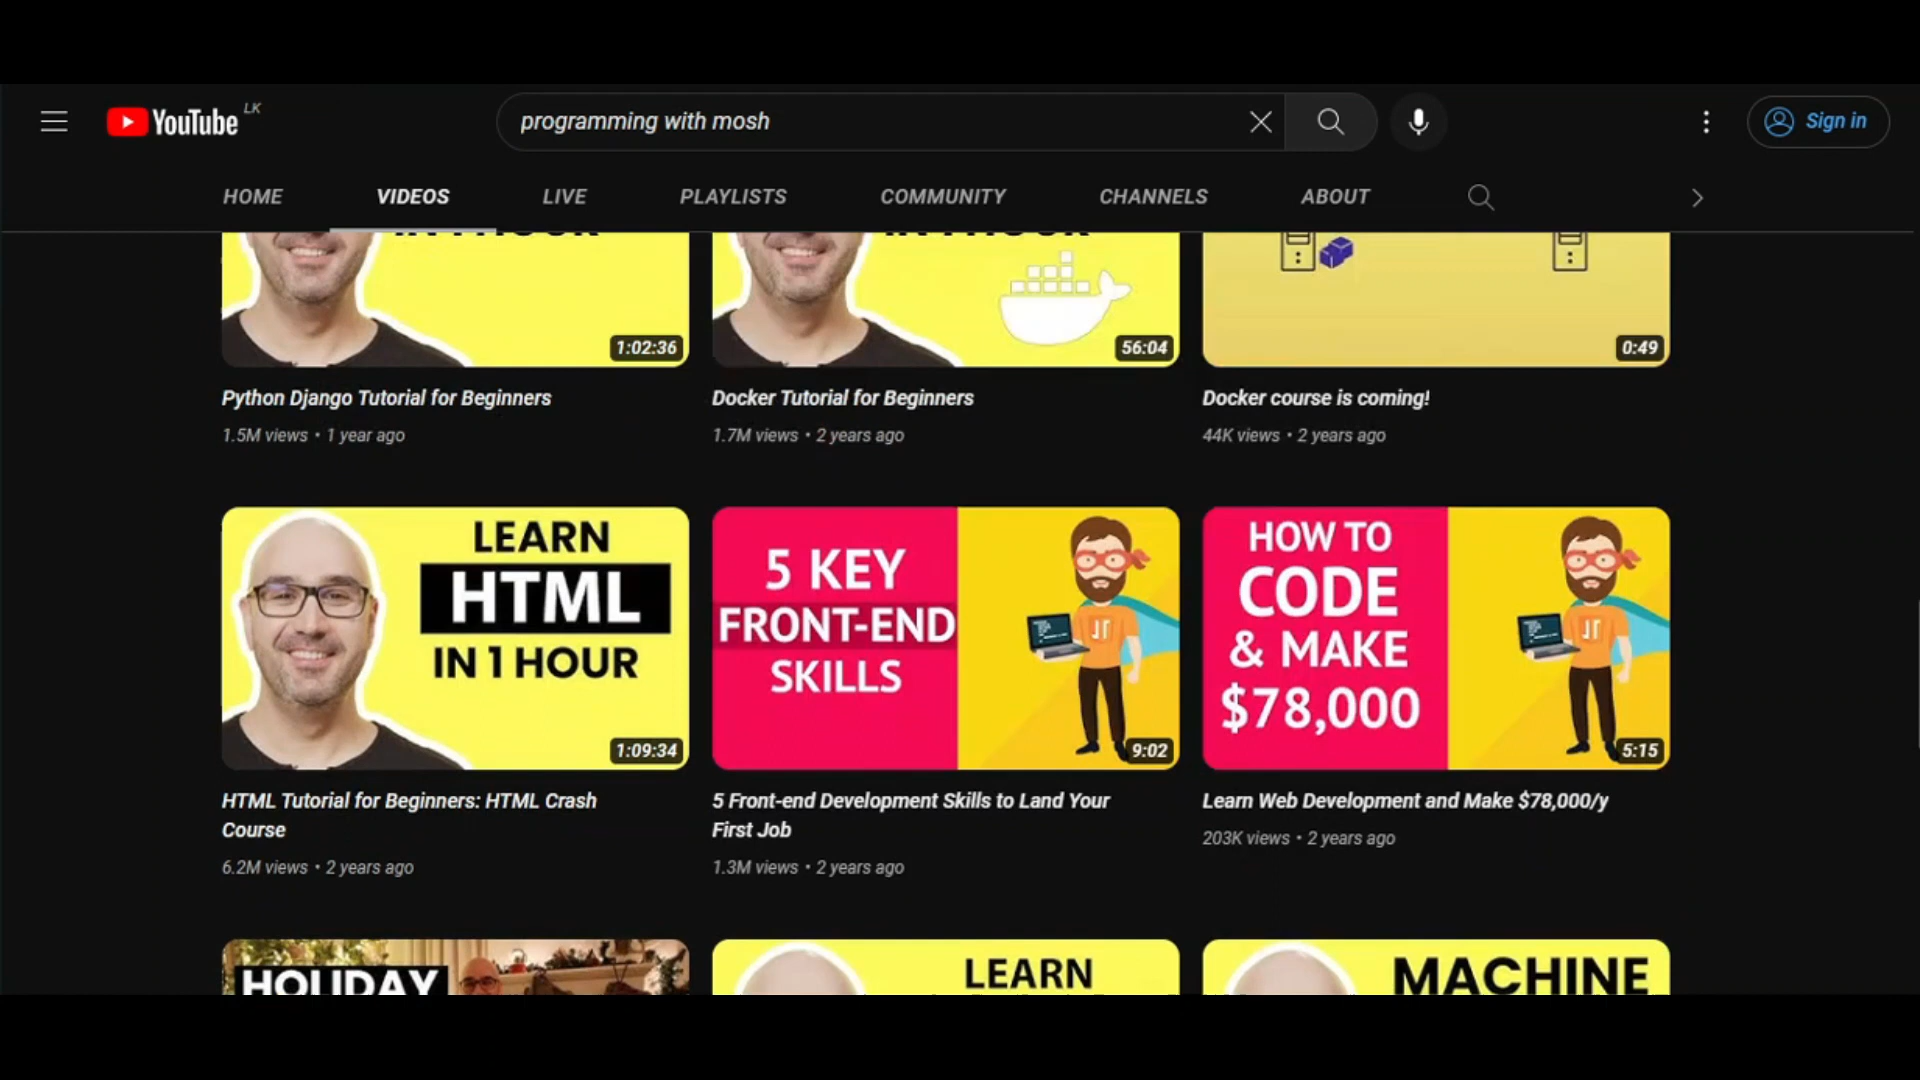 YouTube LK
programming with mosh
Sign in
HOME VIDEOS LIVE PLAYLISTS COMMUNITY CHANNELS ABOUT
IN 1 HOUR
IN 1 HOUR
1:02:36
56:04
0:49
Python Django Tutorial for Beginners
1.5M views • 1 year ago
Docker Tutorial for Beginners
1.7M views • 2 years ago
Docker course is coming!
44K views • 2 years ago
LEARN
HTML
IN 1 HOUR
1:09:34
5 KEY
FRONT-END
SKILLS
9:02
HOW TO
CODE
& MAKE
$78,000
5:15
HTML Tutorial for Beginners: HTML Crash
Course
6.2M views • 2 years ago
5 Front-end Development Skills to Land Your
First Job
1.3M views • 2 years ago
Learn Web Development and Make $78,000/y
203K views • 2 years ago
HOLIDAY
LEARN
MACHINE